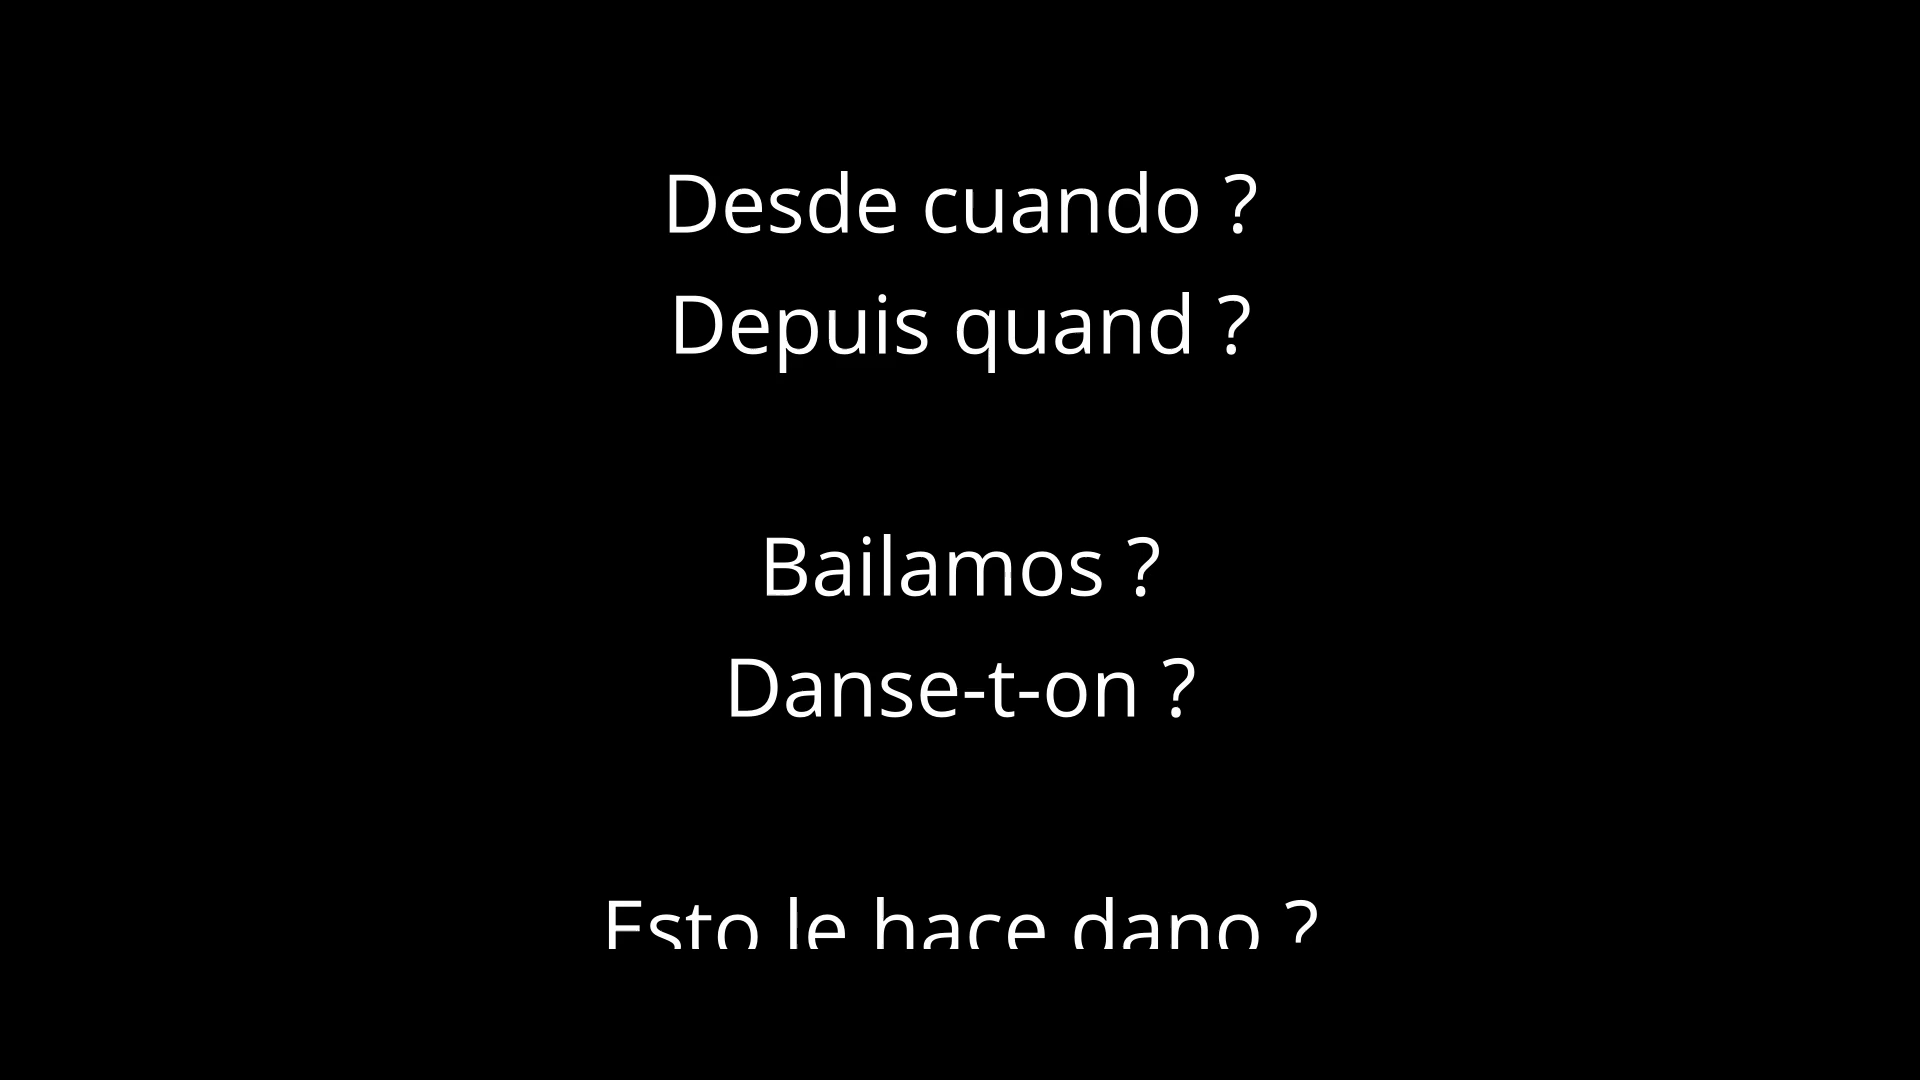 Desde cuando ?
Depuis quand ?
Bailamos ?
Danse-t-on ?
Esto le hace dano ?